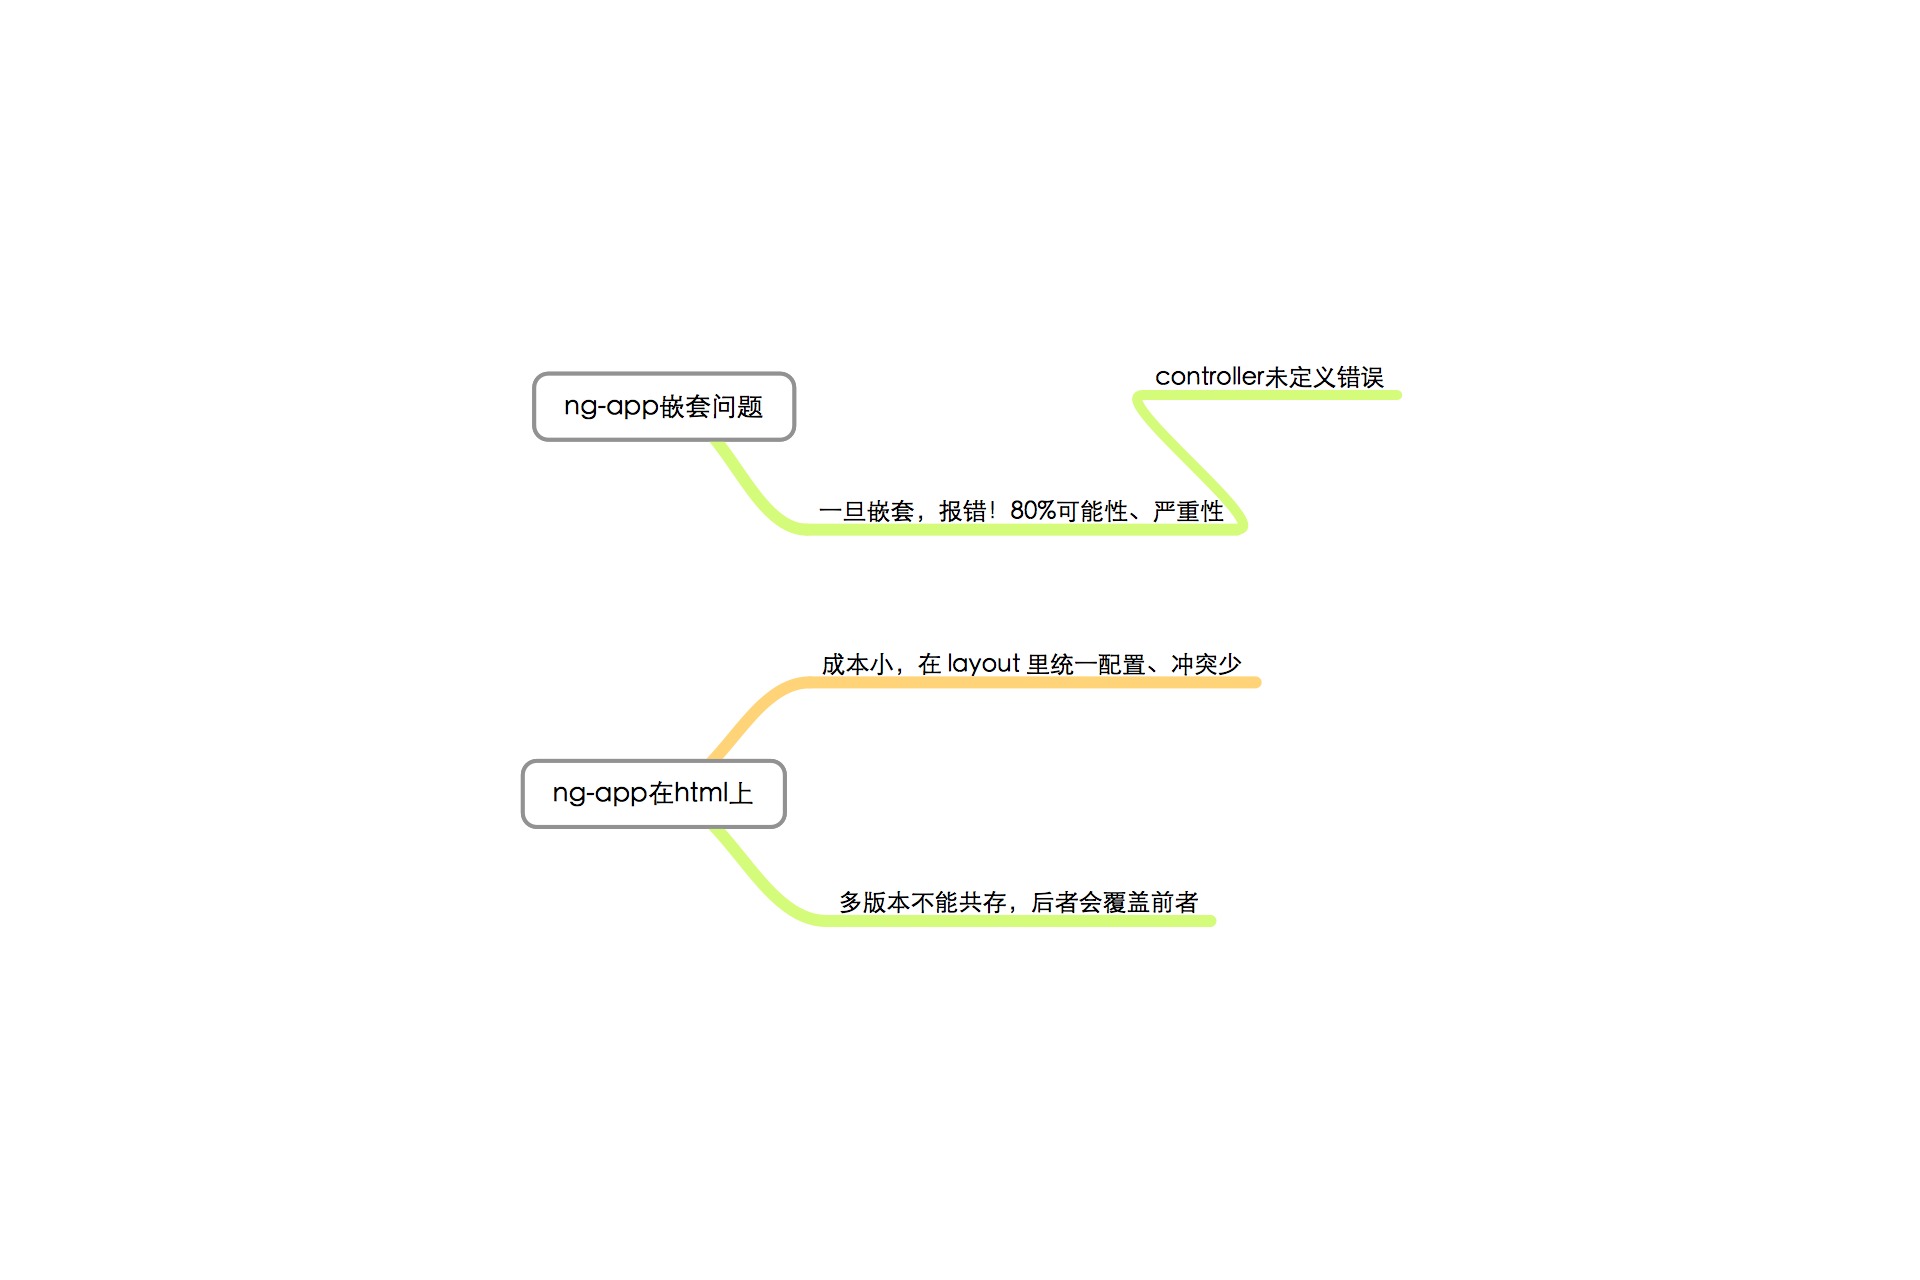 controller未定义错误
ng-app嵌套问题
一旦嵌套，报错！80%可能性、严重性
成本小，在 layout 里统一配置、冲突少
ng-app在html上
多版本不能共存，后者会覆盖前者